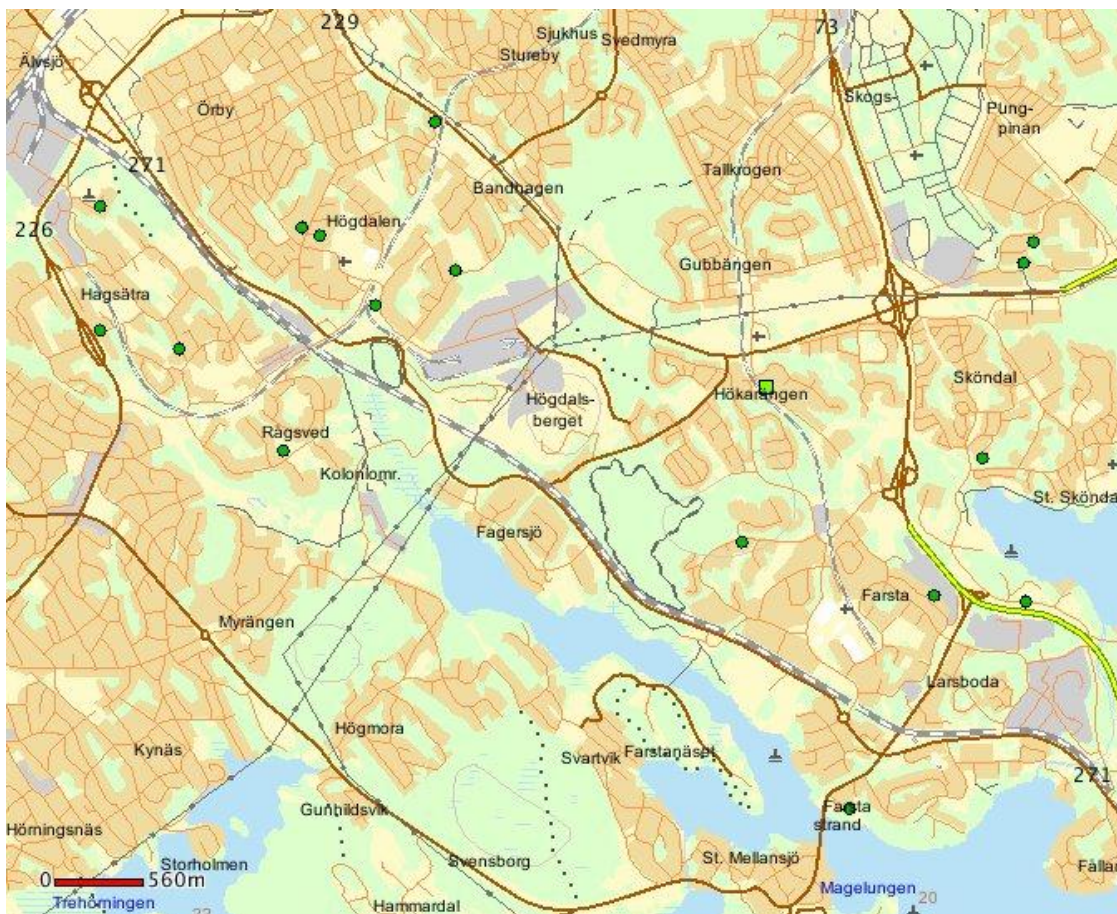 229
73
Sjukhus
Svedmyra
Stureby
Älvsjö
Skogs-
Pung-
pinan
Örby
271
Tallkrogen
Bandhagen
Högdalen
226
Gubbängen
Hagsätra
Sköndal
Hökarängen
Högdals-
berget
Rågsved
Koloniomr.
St. Sköndal
Fagersjö
Farsta
Myrängen
Larsboda
Högmora
Kynäs
Svartvik
Farstanäset
271
Gunhildsvik
Farsta
strand
Hörningsnäs
Storholmen
Svensborg
St. Mellansjö
0
560m
Magelungen
20
Trehörningen
Hammardal